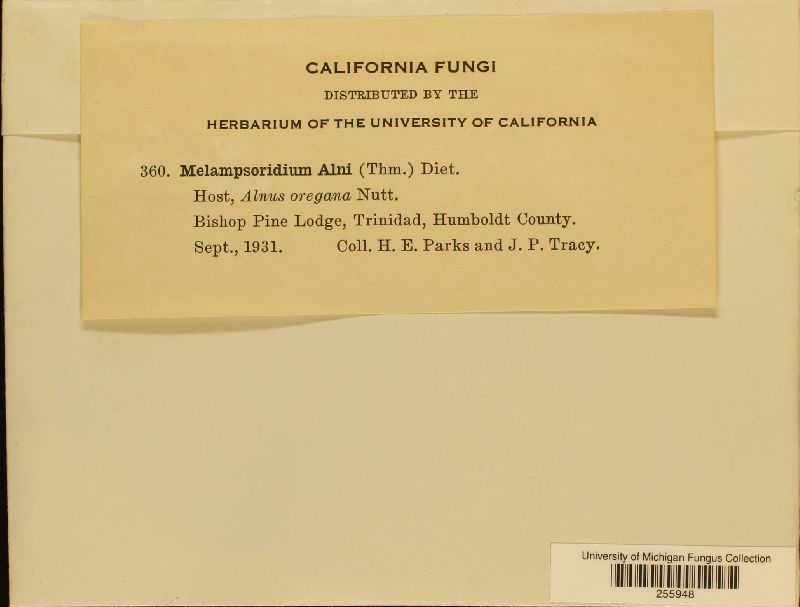 CALIFORNIA FUNGI
DISTRIBUTED BY THE
HERBARIUM OF THE UNIVERSITY OF CALIFORNIA
360. Melampsoridium Alni (Thm.) Diet.
Host, Alnus oregana Nutt.
Bishop Pine Lodge, Trinidad, Humboldt County.
Sept., 1931. Coll. H. E. Parks and J. P. Tracy.
University of Michigan Fungus Collection
255948